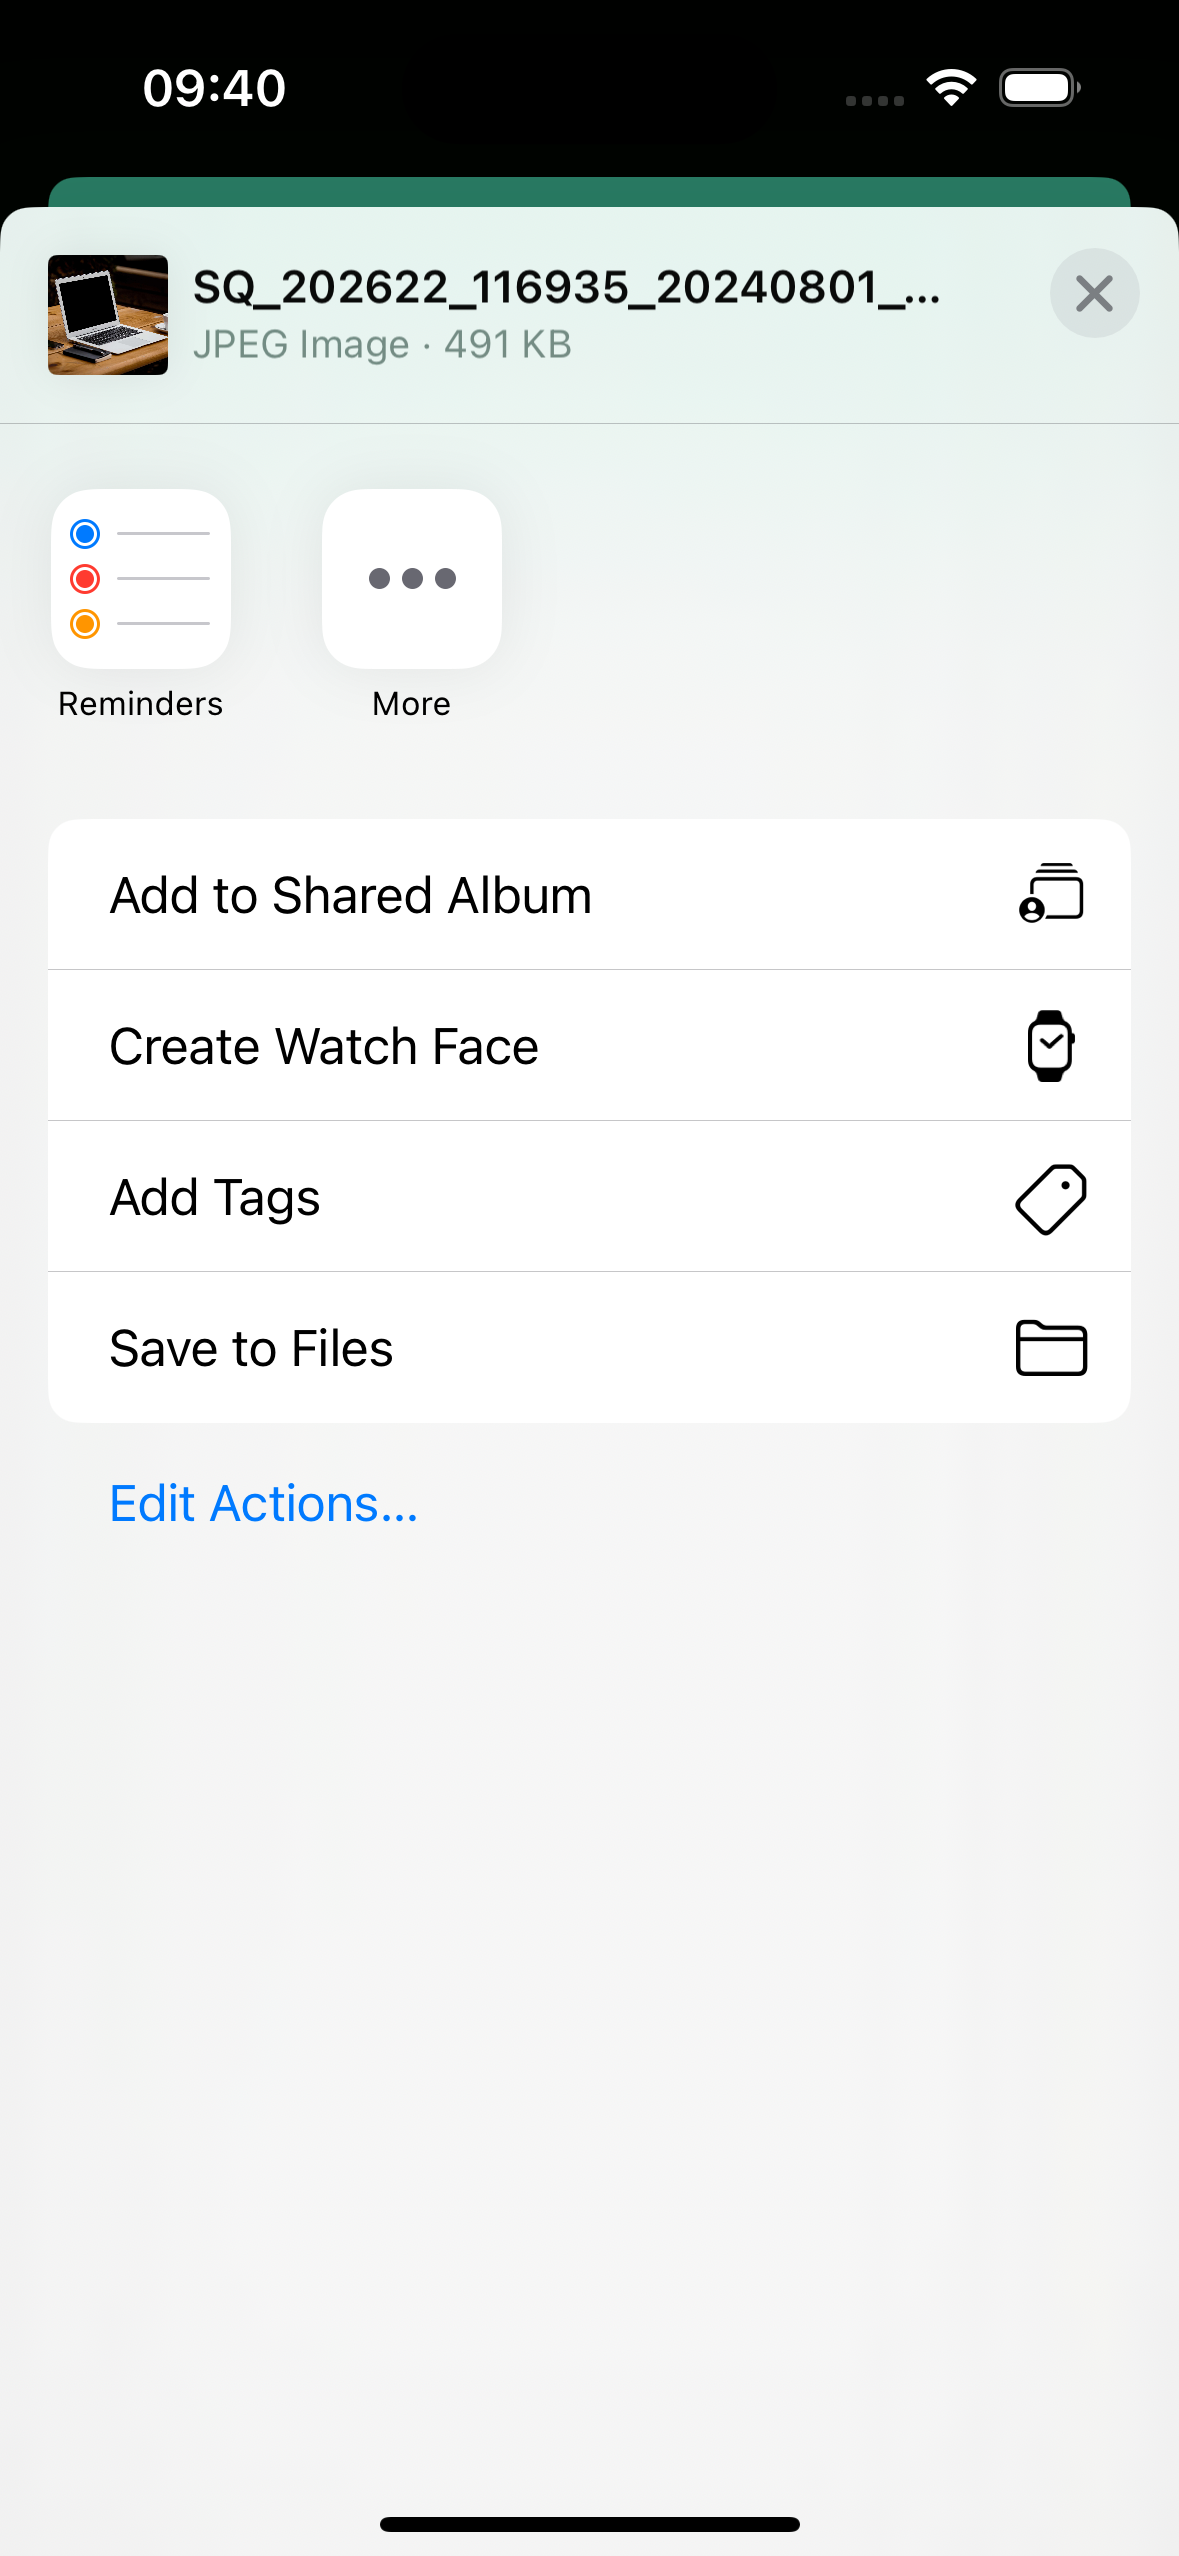 09:40
SQ_202622_116935_20240801_...
JPEG Image · 491 KB
Reminders
More
Add to Shared Album
Create Watch Face
Add Tags
Save to Files
Edit Actions...